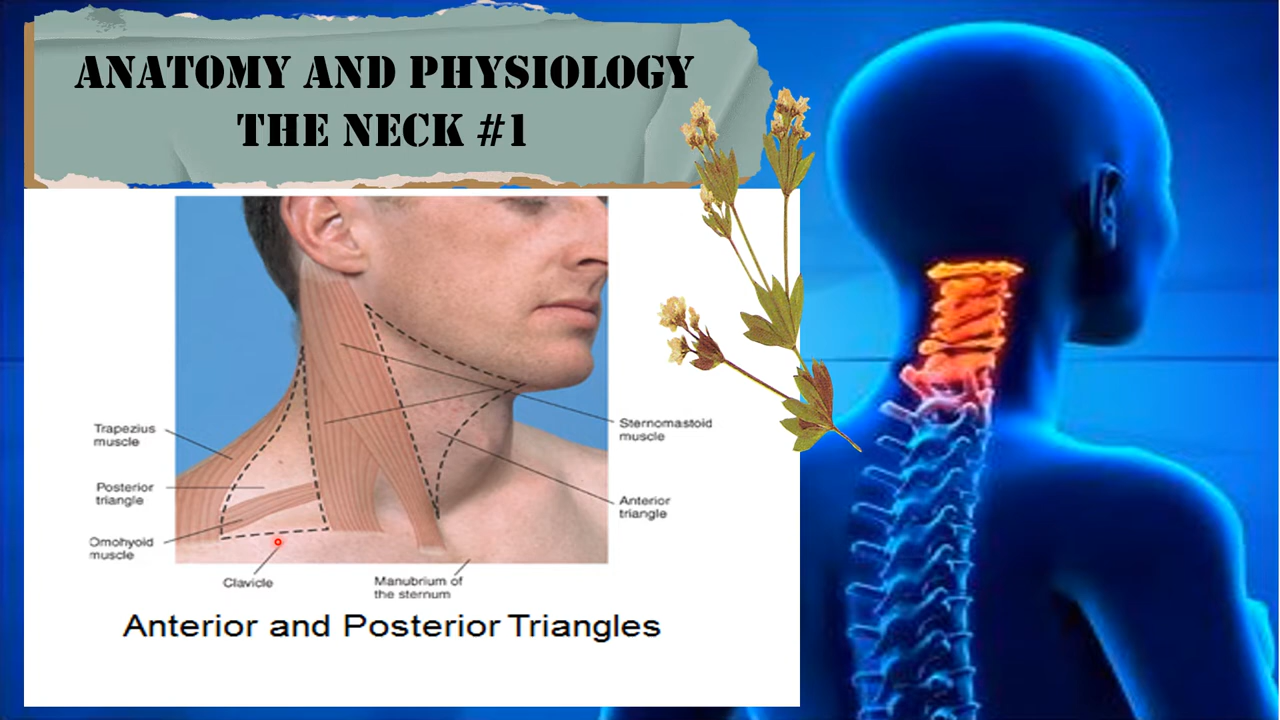 ANATOMY AND PHYSIOLOGY
THE NECK #1
Trapezius
muscle
Posterior
triangle
Omohyoid
muscle
Clavicle
Manubrium of
the sternum
Sternomastoid
muscle
Anterior
triangle
Anterior and Posterior Triangles